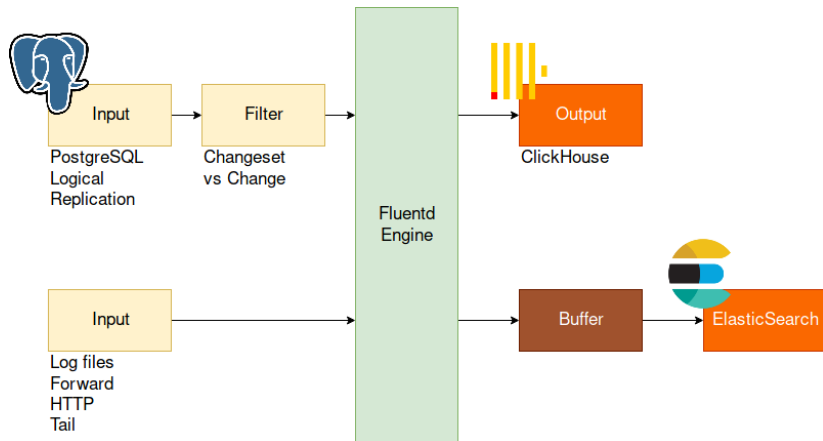 Input
Filter
Output
PostgreSQL
Logical
Replication
Changeset
vs Change
ClickHouse
Fluentd
Engine
Input
Buffer
ElasticSearch
Log files
Forward
HTTP
Tail